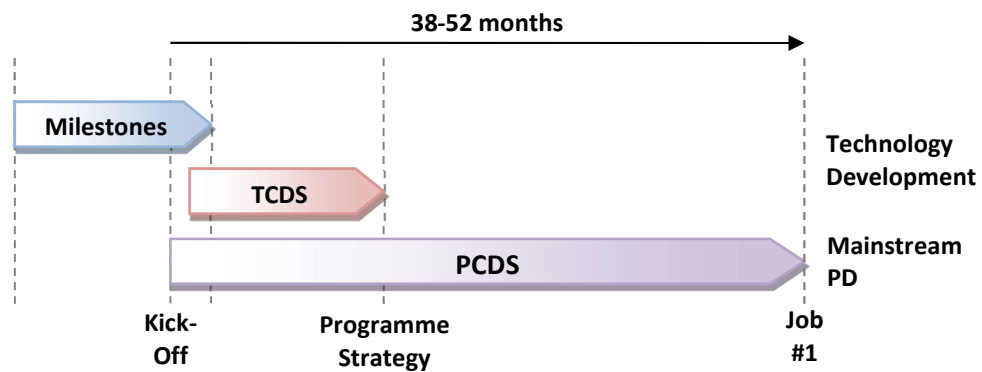 38-52 months
Milestones
Technology
Development
TCDS
Mainstream
PD
PCDS
Kick-
Off
Programme
Strategy
Job
#1